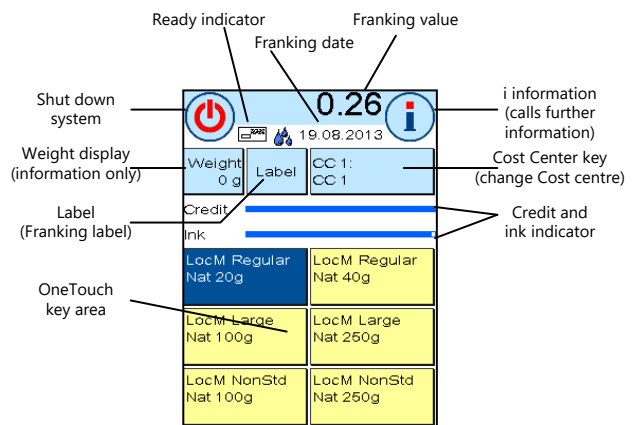 Ready indicator
Franking value
Franking date
Shut down
system
0.26
i
i information
(calls further
information)
19.08.2013
Weight display
(information only)
Weight
0 g
Label
CC 1:
CC 1
Cost Center key
(change Cost centre)
Label
(Franking label)
Credit
Ink
Credit and
ink indicator
LocM Regular
Nat 20g
LocM Regular
Nat 40g
OneTouch
key area
LocM Large
Nat 100g
LocM Large
Nat 250g
LocM NonStd
Nat 100g
LocM NonStd
Nat 250g